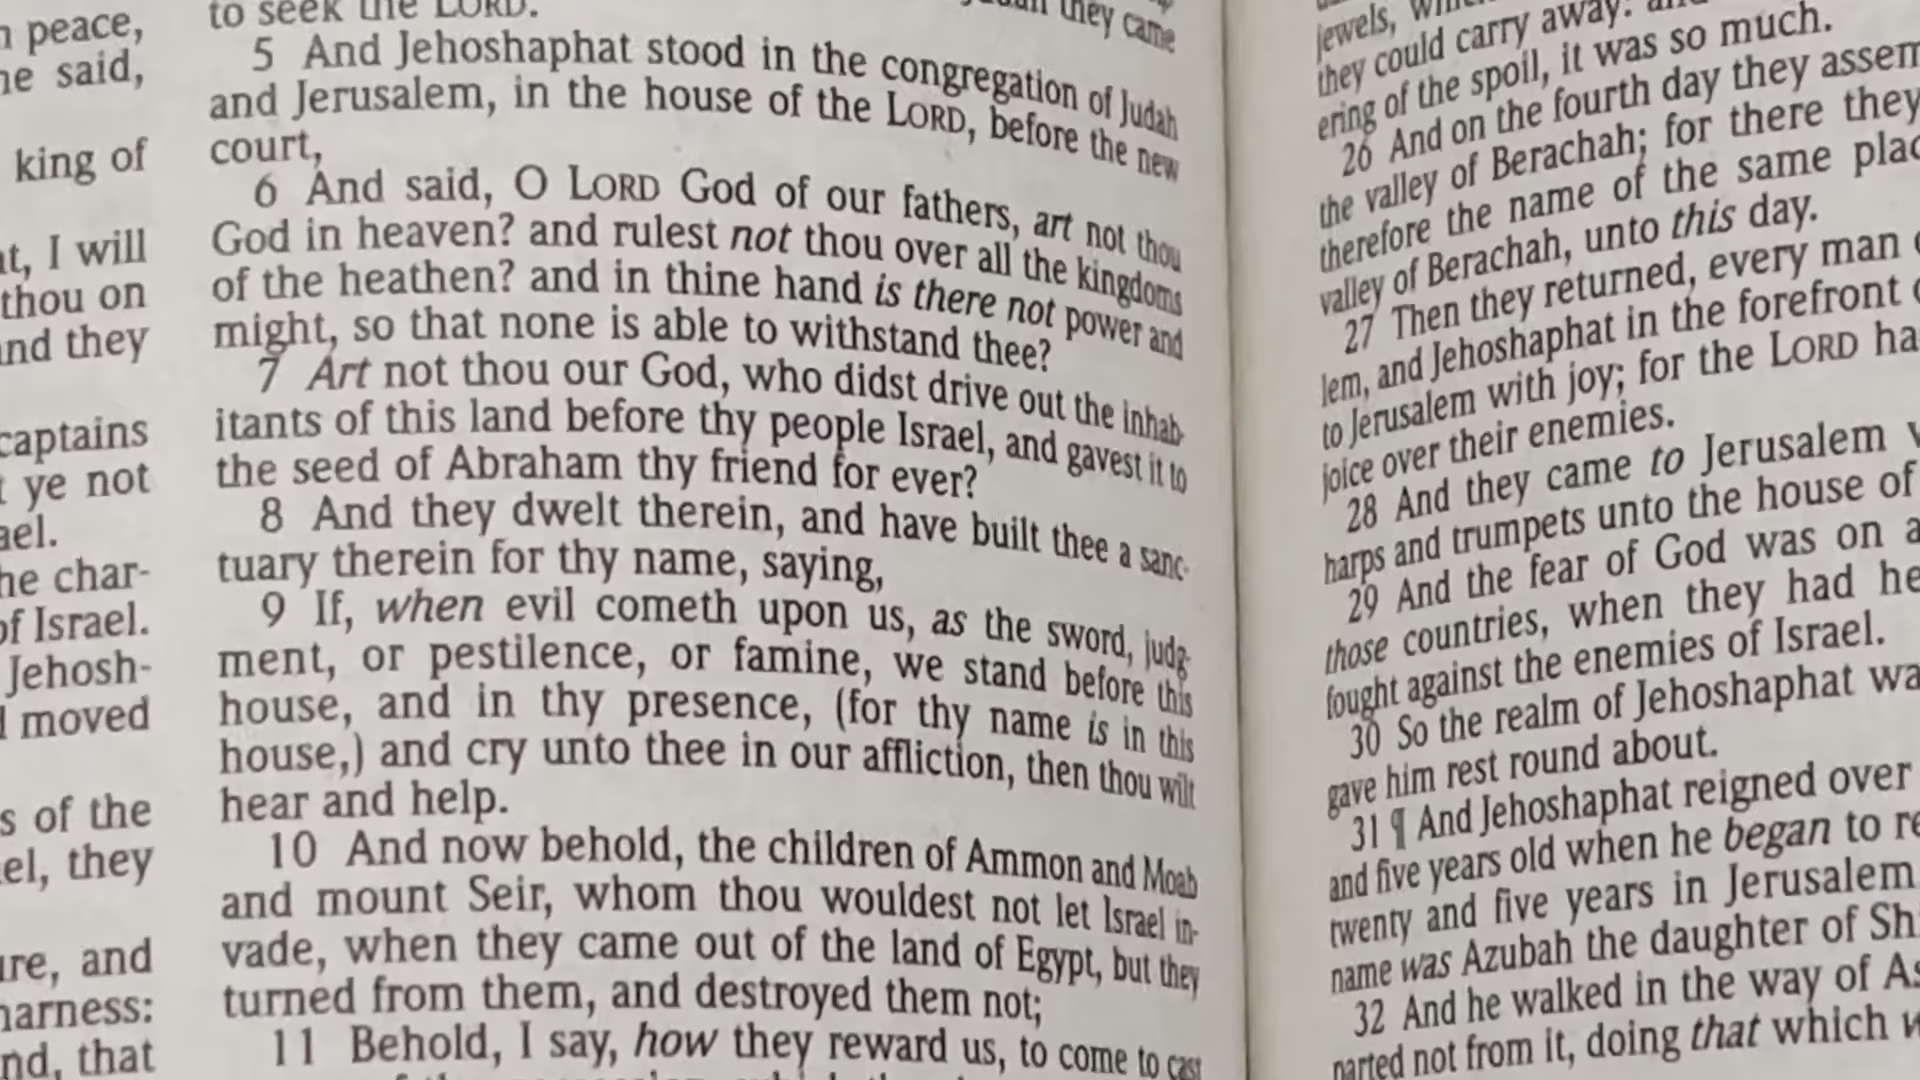 n peace,
he said,
king of
at, I will
thou on
and they
captains
t ye not
ael.
he char-
of Israel.
Jehosh-
d moved
s of the
el, they
ure, and
harness:
nd, that
to seek the LORD.
they came
5 And Jehoshaphat stood in the congregation of Judah
and Jerusalem, in the house of the LORD, before the new
court,
6 And said, O LORD God of our fathers, art not thou
God in heaven? and rulest not thou over all the kingdoms
of the heathen? and in thine hand is there not power and
might, so that none is able to withstand thee?
7 Art not thou our God, who didst drive out the inhab-
itants of this land before thy people Israel, and gavest it to
the seed of Abraham thy friend for ever?
8 And they dwelt therein, and have built thee a sanc-
tuary therein for thy name, saying,
9 If, when evil cometh upon us, as the sword, judg-
ment, or pestilence, or famine, we stand before this
house, and in thy presence, (for thy name is in this
house,) and cry unto thee in our affliction, then thou wilt
hear and help.
10 And now behold, the children of Ammon and Moab
and mount Seir, whom thou wouldest not let Israel in-
vade, when they came out of the land of Egypt, but they
turned from them, and destroyed them not;
11 Behold, I say, how they reward us, to come to cast
jewels,
they could carry away:
ering of the spoil, it was so much.
26 And on the fourth day they assem
the valley of Berachah; for there they
therefore the name of the same plac
valley of Berachah, unto this day.
27 Then they returned, every man
lem, and Jehoshaphat in the forefront
to Jerusalem with joy; for the LORD ha
joice over their enemies.
28 And they came to Jerusalem
harps and trumpets unto the house of
29 And the fear of God was on a
those countries, when they had he
fought against the enemies of Israel.
30 So the realm of Jehoshaphat wa
gave him rest round about.
31 ¶ And Jehoshaphat reigned over
and five years old when he began to re
twenty and five years in Jerusalem
name was Azubah the daughter of Sh
32 And he walked in the way of As
parted not from it, doing that which w